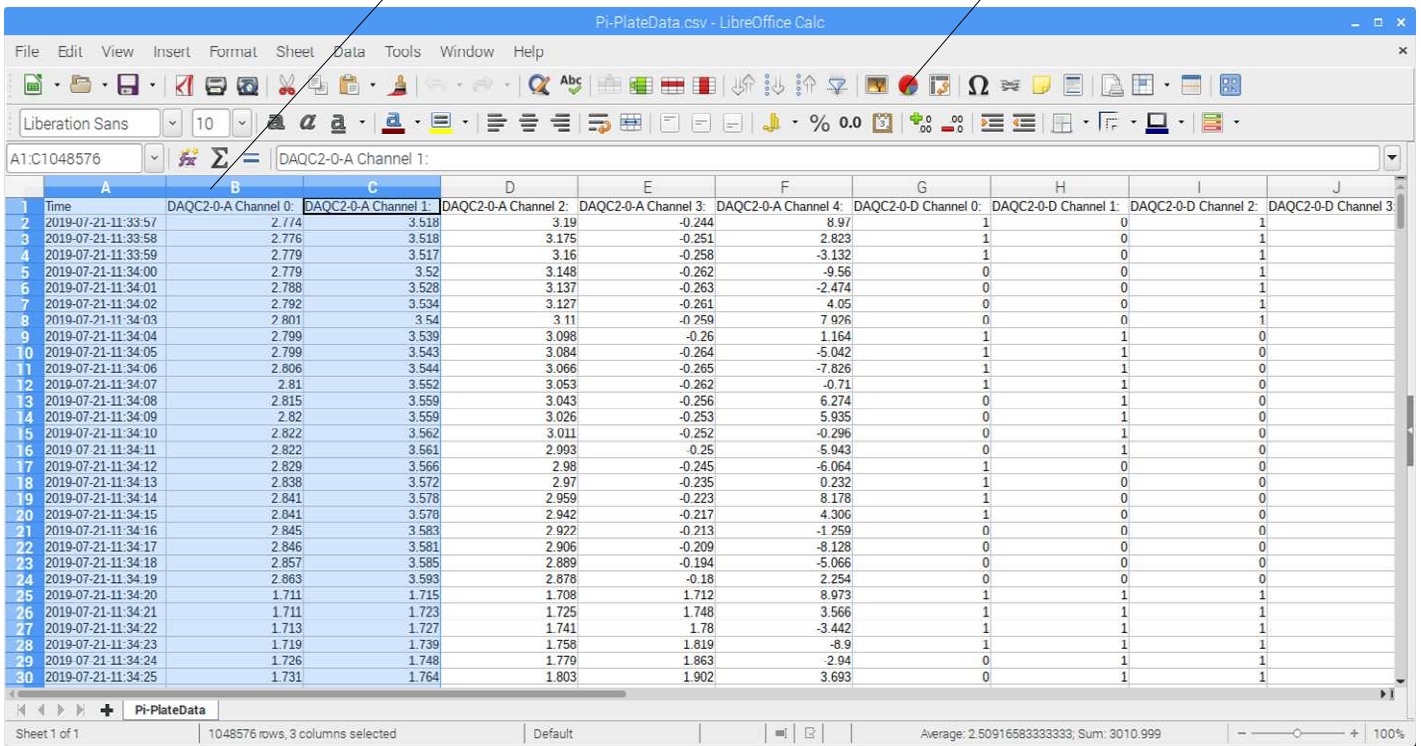 Pi-PlateData.csv - LibreOffice Calc
File Edit View Insert Format Sheet Data Tools Window Help
Abc
Liberation Sans 10 a a a a % 0.0
A1:C1048576 DAQC2-0-A Channel 1:
A B C D E F G H I J
1 Time DAQC2-0-A Channel 0: DAQC2-0-A Channel 1: DAQC2-0-A Channel 2: DAQC2-0-A Channel 3: DAQC2-0-A Channel 4: DAQC2-0-D Channel 0: DAQC2-0-D Channel 1: DAQC2-0-D Channel 2: DAQC2-0-D Channel 3:
2 2019-07-21-11:33:57 2.774 3.518 3.19 -0.244 8.97 1 0 1
3 2019-07-21-11:33:58 2.776 3.518 3.175 -0.251 2.823 1 0 1
4 2019-07-21-11:33:59 2.779 3.517 3.16 -0.258 -3.132 1 0 1
5 2019-07-21-11:34:00 2.779 3.52 3.148 -0.262 -9.56 0 0 1
6 2019-07-21-11:34:01 2.788 3.528 3.137 -0.263 -2.474 0 0 1
7 2019-07-21-11:34:02 2.792 3.534 3.127 -0.261 4.05 0 0 1
8 2019-07-21-11:34:03 2.801 3.54 3.11 -0.259 7.926 0 0 1
9 2019-07-21-11:34:04 2.799 3.539 3.098 -0.26 1.164 1 1 0
10 2019-07-21-11:34:05 2.799 3.543 3.084 -0.264 -5.042 1 1 0
11 2019-07-21-11:34:06 2.806 3.544 3.066 -0.265 -7.826 1 1 0
12 2019-07-21-11:34:07 2.81 3.552 3.053 -0.262 -0.71 1 1 0
13 2019-07-21-11:34:08 2.815 3.559 3.043 -0.256 6.274 0 1 0
14 2019-07-21-11:34:09 2.82 3.559 3.026 -0.253 5.935 0 1 0
15 2019-07-21-11:34:10 2.822 3.562 3.011 -0.252 -0.296 0 1 0
16 2019-07-21-11:34:11 2.822 3.561 2.993 -0.25 -5.943 0 1 0
17 2019-07-21-11:34:12 2.829 3.566 2.98 -0.245 -6.064 1 0 0
18 2019-07-21-11:34:13 2.838 3.572 2.97 -0.235 0.232 1 0 0
19 2019-07-21-11:34:14 2.841 3.578 2.959 -0.223 8.178 1 0 0
20 2019-07-21-11:34:15 2.841 3.578 2.942 -0.217 4.306 1 0 0
21 2019-07-21-11:34:16 2.845 3.583 2.922 -0.213 -1.259 0 0 0
22 2019-07-21-11:34:17 2.846 3.581 2.906 -0.209 -8.128 0 0 0
23 2019-07-21-11:34:18 2.857 3.585 2.889 -0.194 -5.066 0 0 0
24 2019-07-21-11:34:19 2.863 3.593 2.878 -0.18 2.254 0 0 0
25 2019-07-21-11:34:20 1.711 1.715 1.708 1.712 8.973 1 1 1
26 2019-07-21-11:34:21 1.711 1.723 1.725 1.748 3.566 1 1 1
27 2019-07-21-11:34:22 1.713 1.727 1.741 1.78 -3.442 1 1 1
28 2019-07-21-11:34:23 1.719 1.739 1.758 1.819 -8.9 1 1 1
29 2019-07-21-11:34:24 1.726 1.748 1.779 1.863 -2.94 0 1 1
30 2019-07-21-11:34:25 1.731 1.764 1.803 1.902 3.693 0 1 1
Pi-PlateData
Sheet 1 of 1 1048576 rows, 3 columns selected Default Average: 2.50916583333333; Sum: 3010.999 100%